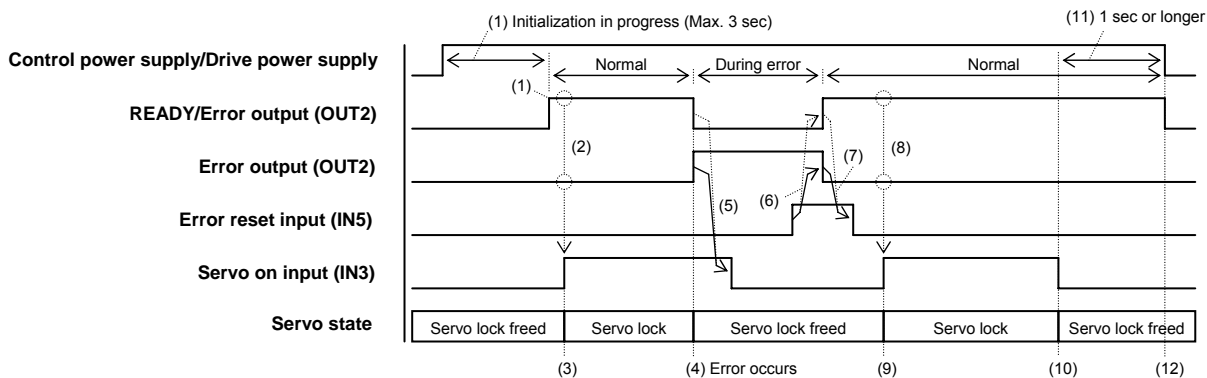 (1) Initialization in progress (Max. 3 sec)
(11) 1 sec or longer
Control power supply/Drive power supply
Normal
During error
Normal
(1)
READY/Error output (OUT2)
(2)
(7)
(8)
Error output (OUT2)
(5)
(6)
Error reset input (IN5)
Servo on input (IN3)
Servo state
Servo lock freed
Servo lock
Servo lock freed
Servo lock
Servo lock freed
(3)
(4) Error occurs
(9)
(10)
(12)